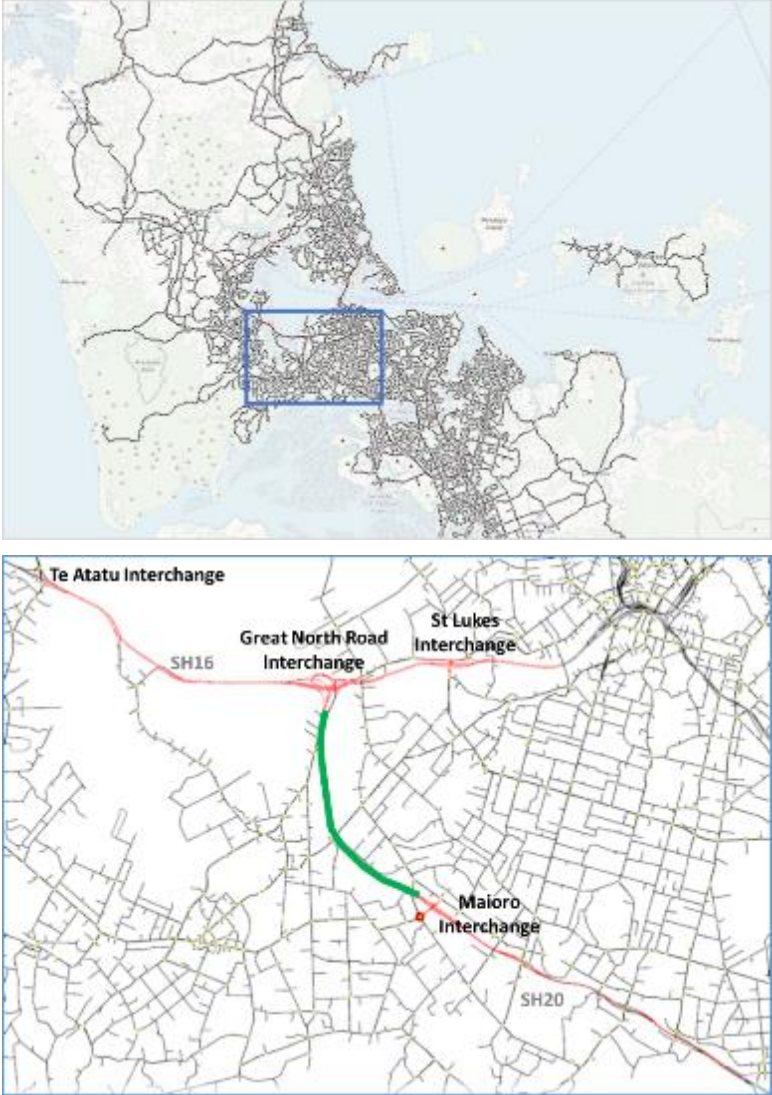 Te Atatu Interchange
St Lukes
Interchange
Great North Road
Interchange
SH16
Maioro
Interchange
SH20